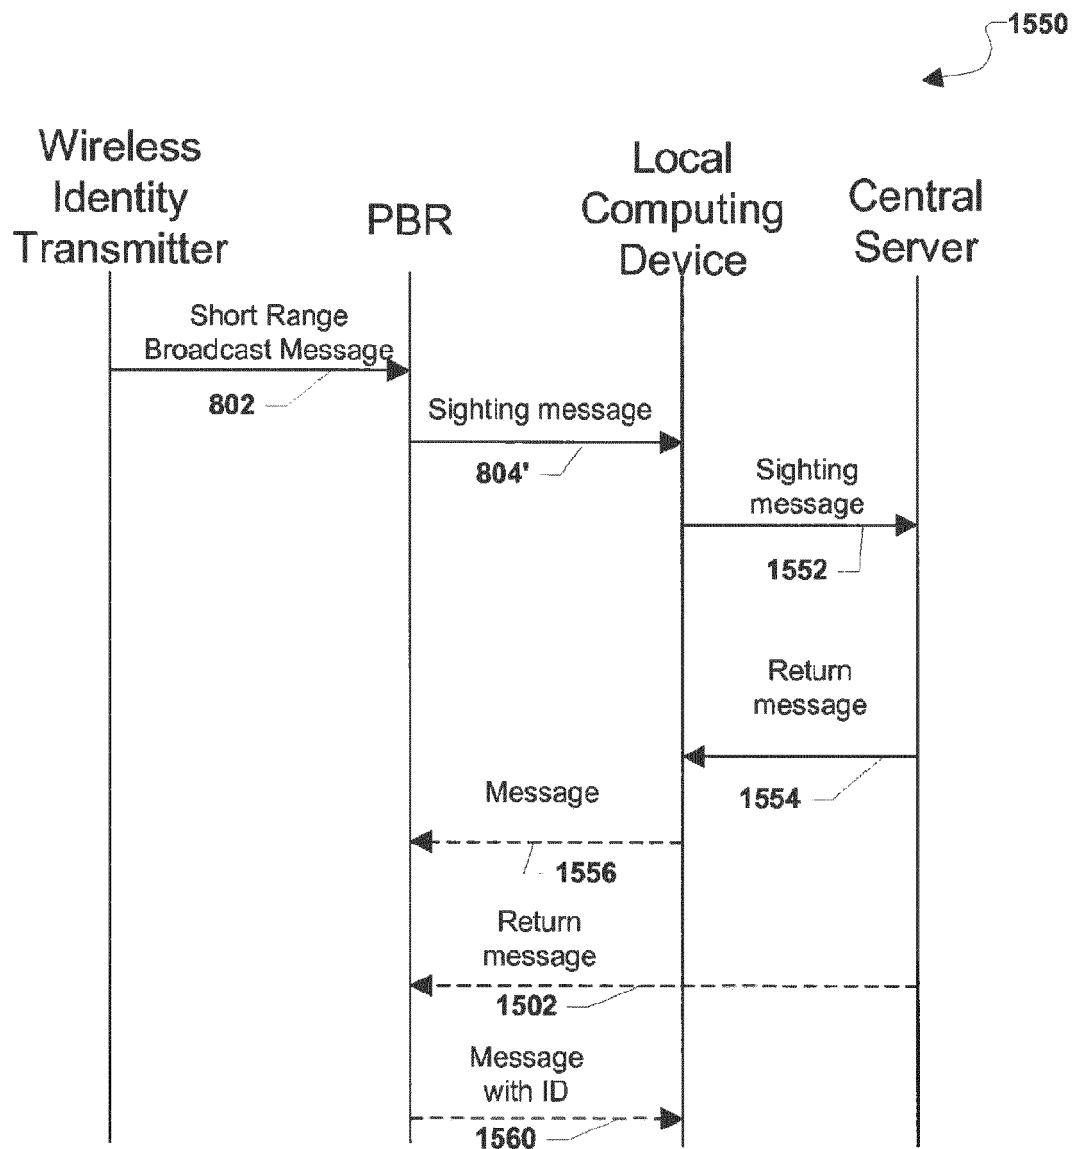 1550
Wireless
Identity
Transmitter
PBR
Local
Computing
Device
Central
Server
Short Range
Broadcast Message
802
Sighting message
804'
Sighting
message
1552
Return
message
1554
Message
1556
Return
message
1502
Message
with ID
1560